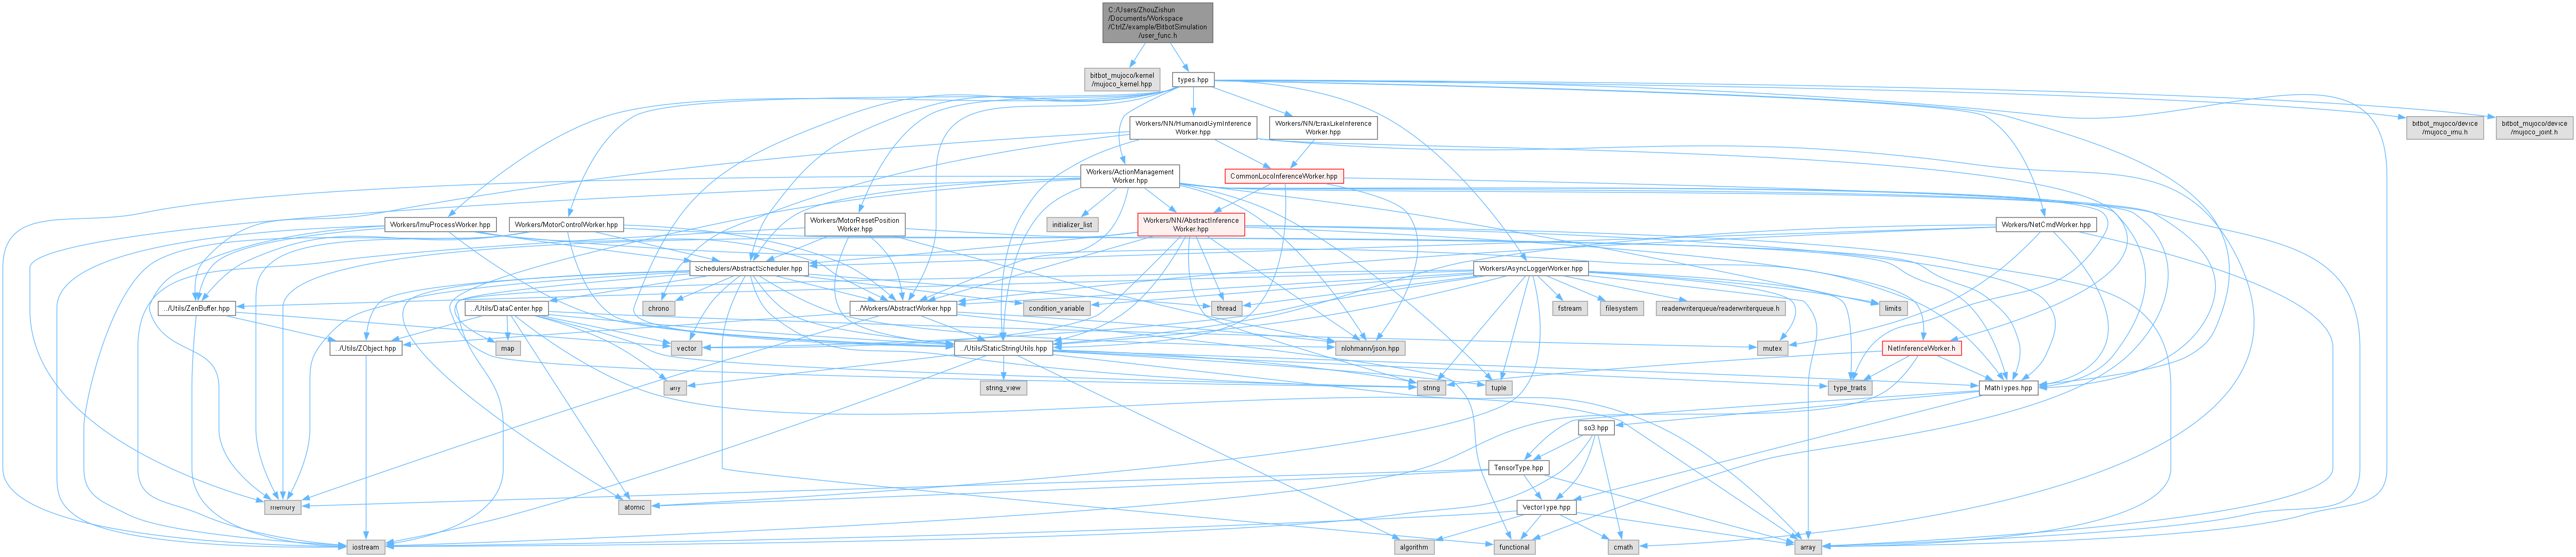 C:/Users/ZhouZishun
/Documents/Workspace
/CtrlZ/example/BitbotSimulation
/user_func.h
bitbot_mujoco/kernel
/mujoco_kernel.hpp
types.hpp
Workers/NN/HumanoidGymInference
Worker.hpp
Workers/NN/EraxLikeInference
Worker.hpp
bitbot_mujoco/device
/mujoco_imu.h
bitbot_mujoco/device
/mujoco_joint.h
Workers/ActionManagement
Worker.hpp
CommonLocoInferenceWorker.hpp
Workers/ImuProcessWorker.hpp
Workers/MotorControlWorker.hpp
Workers/MotorResetPosition
Worker.hpp
initializer_list
Workers/NN/AbstractInference
Worker.hpp
Workers/NetCmdWorker.hpp
Schedulers/AbstractScheduler.hpp
Workers/AsyncLoggerWorker.hpp
../Utils/ZenBuffer.hpp
../Utils/DataCenter.hpp
chrono
../Workers/AbstractWorker.hpp
condition_variable
thread
fstream
filesystem
readerwriterqueue/readerwriterqueue.h
limits
../Utils/ZObject.hpp
map
vector
../Utils/StaticStringUtils.hpp
nlohmann/json.hpp
mutex
NetInferenceWorker.h
any
string_view
string
tuple
type_traits
MathTypes.hpp
so3.hpp
TensorType.hpp
memory
atomic
VectorType.hpp
iostream
algorithm
functional
cmath
array